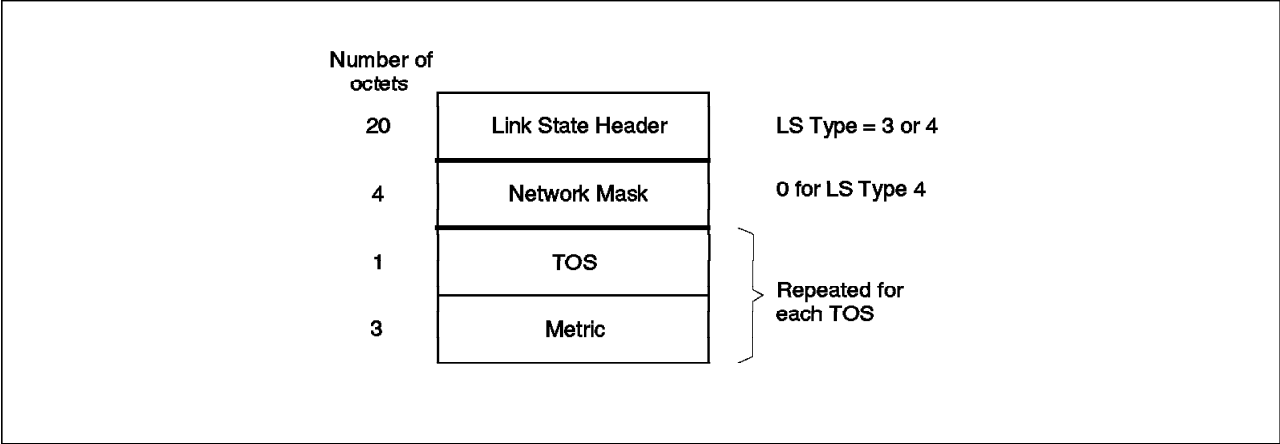 Number of
octets
20 Link State Header LS Type = 3 or 4
4 Network Mask 0 for LS Type 4
1 TOS
3 Metric
Repeated for
each TOS